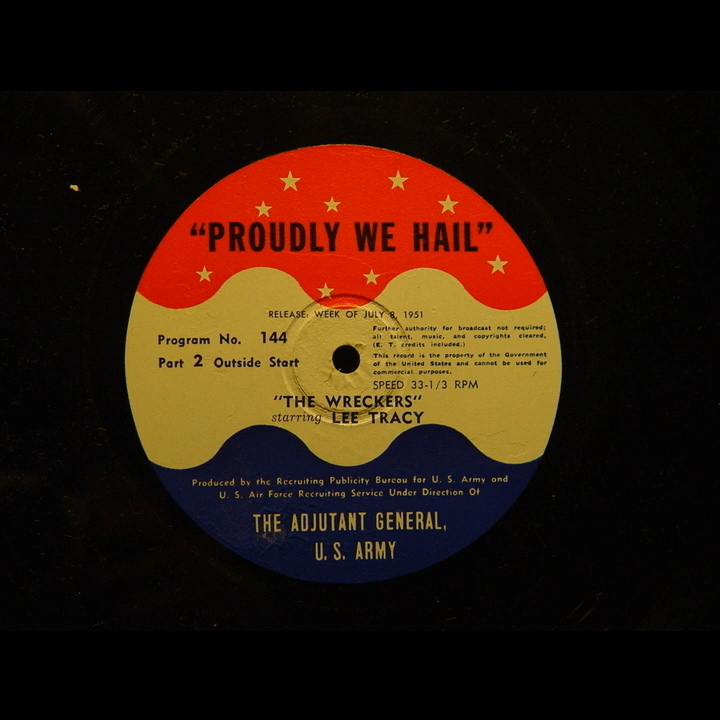 "PROUDLY WE HAIL"
RELEASE: WEEK OF JULY 8, 1951
Program No. 144
Part 2 Outside Start
Further authority for broadcast not required;
all talent, music, and copyrights cleared.
(E. T. credits included.)
This record is the property of the Government
of the United States and cannot be used for
commercial purposes.
SPEED 33-1/3 RPM
"THE WRECKERS"
starring LEE TRACY
Produced by the Recruiting Publicity Bureau for U. S. Army and
U. S. Air Force Recruiting Service Under Direction Of
THE ADJUTANT GENERAL,
U. S. ARMY